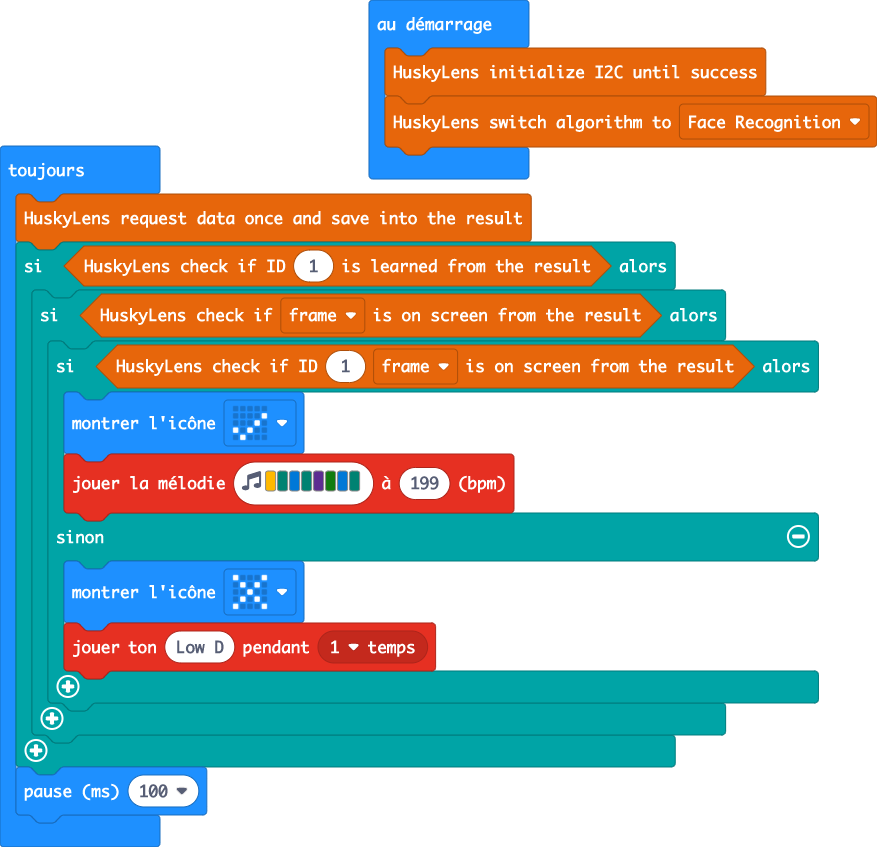 au démarrage
HuskyLens initialize I2C until success
HuskyLens switch algorithm to Face Recognition
toujours
HuskyLens request data once and save into the result
si HuskyLens check if ID 1 is learned from the result alors
si HuskyLens check if frame is on screen from the result alors
si HuskyLens check if ID 1 frame is on screen from the result alors
montrer l'icône
jouer la mélodie à 199 (bpm)
sinon
montrer l'icône
jouer ton Low D pendant 1 temps
pause (ms) 100